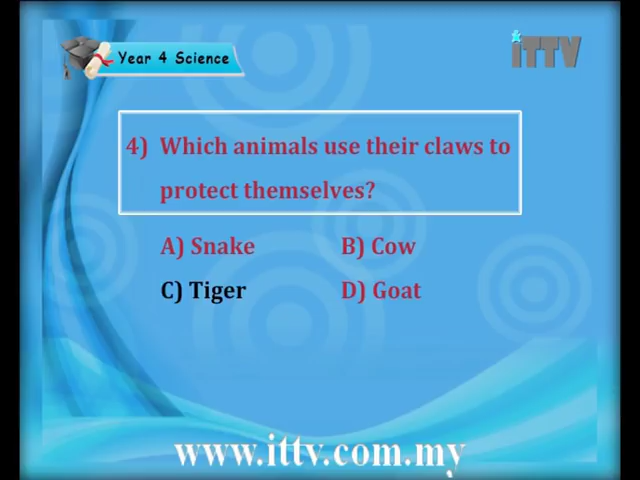 Year 4 Science
iTTV
4) Which animals use their claws to
protect themselves?
A) Snake B) Cow
C) Tiger D) Goat
www.ittv.com.my